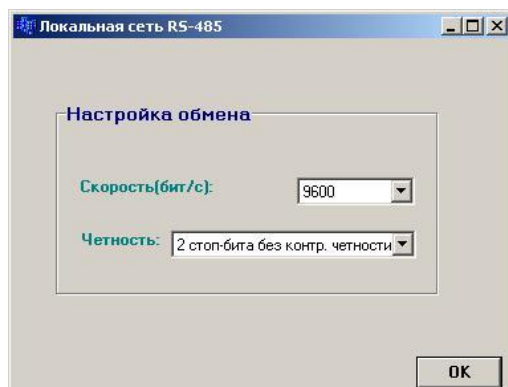 Локальная сеть RS-485
Настройка обмена
Скорость(бит/с): 9600
Четность: 2 стоп-бита без контр. четности
OK